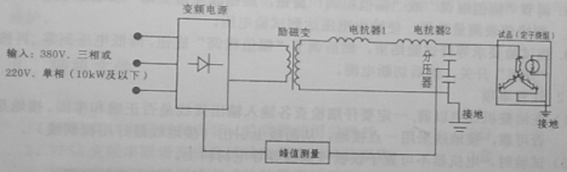 变频电源
励磁变
电抗器1
电抗器2
试品(定子绕组)
输入:380V、三相或
220V、单相(10kW及以下)
分压器
接地
接地
峰值测量